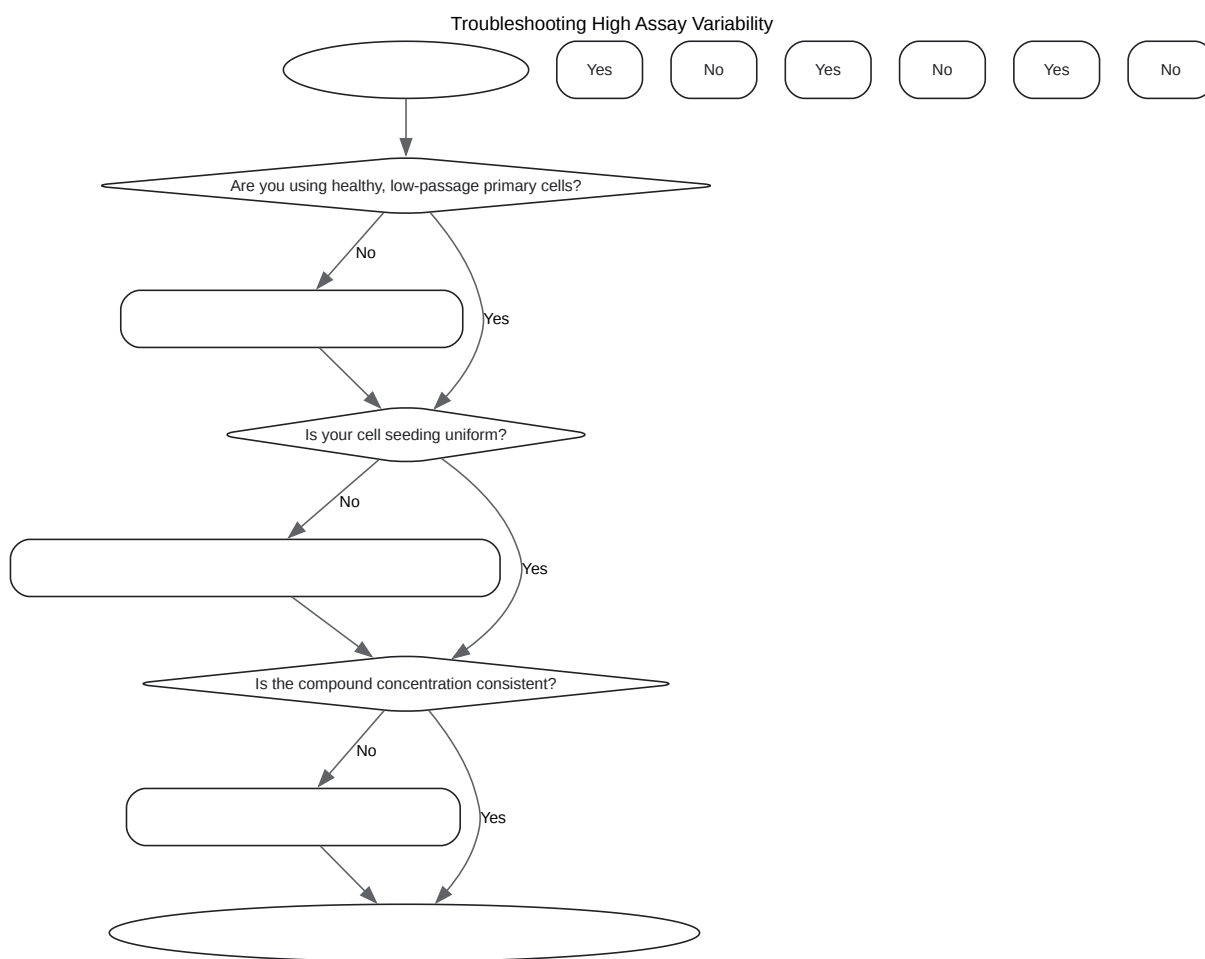 Troubleshooting High Assay Variability
Yes
No
Yes
No
Yes
No
Are you using healthy, low-passage primary cells?
No
Yes
Is your cell seeding uniform?
No
Yes
Is the compound concentration consistent?
No
Yes